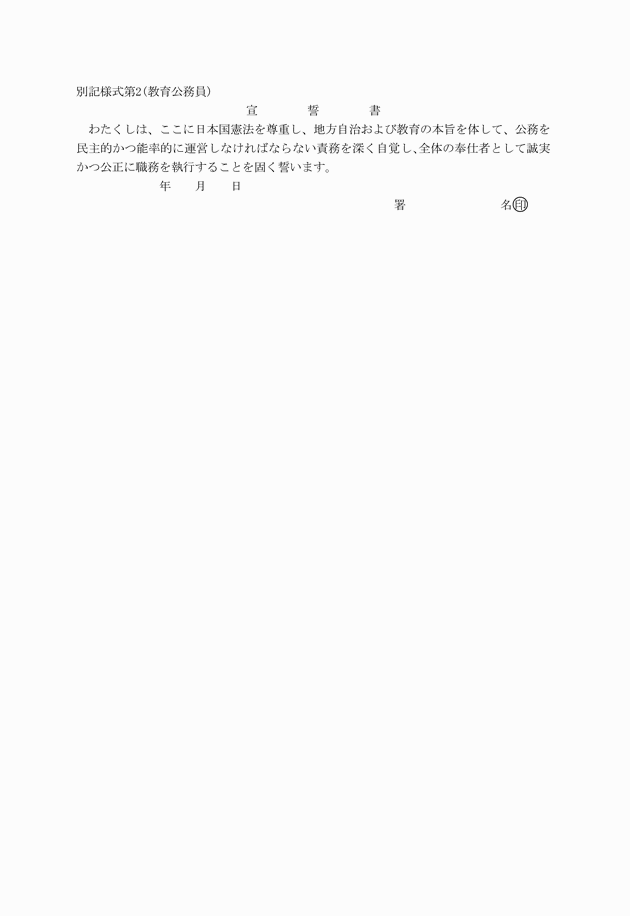 別記様式第2(教育公務員)
宣誓書
わたくしは、ここに日本国憲法を尊重し、地方自治および教育の本旨を体して、公務を
民主的かつ能率的に運営しなければならない責務を深く自覚し、全体の奉仕者として誠実
かつ公正に職務を執行することを固く誓います。
年　月　日
署　名㊞